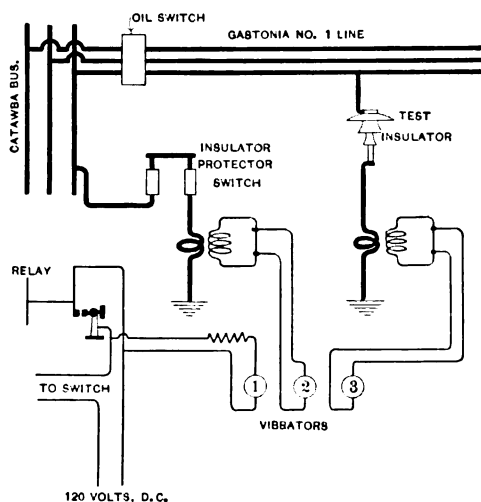 OIL SWITCH
GASTONIA NO. 1 LINE
CATAWBA BUS.
TEST
INSULATOR
INSULATOR
PROTECTOR
SWITCH
RELAY
TO SWITCH
1
2
3
VIBRATORS
120 VOLTS, D.C.